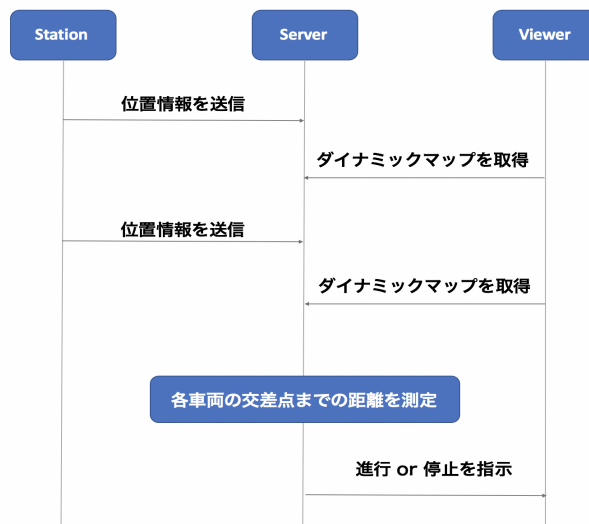 Station
Server
Viewer
位置情報を送信
ダイナミックマップを取得
位置情報を送信
ダイナミックマップを取得
各車両の交差点までの距離を測定
進行 or 停止を指示